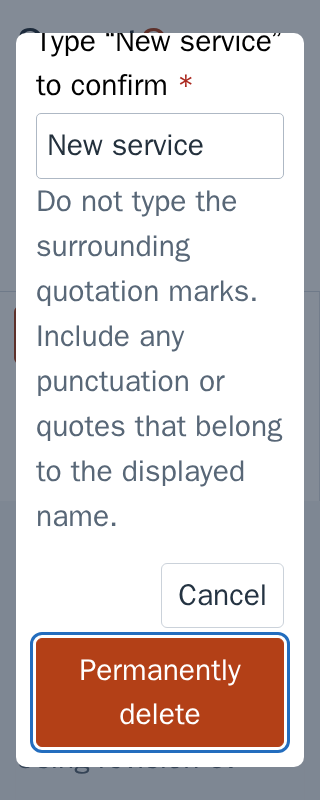 Type “New service”
to confirm *
New service
Do not type the
surrounding
quotation marks.
Include any
punctuation or
quotes that belong
to the displayed
name.
Cancel
Permanently
delete